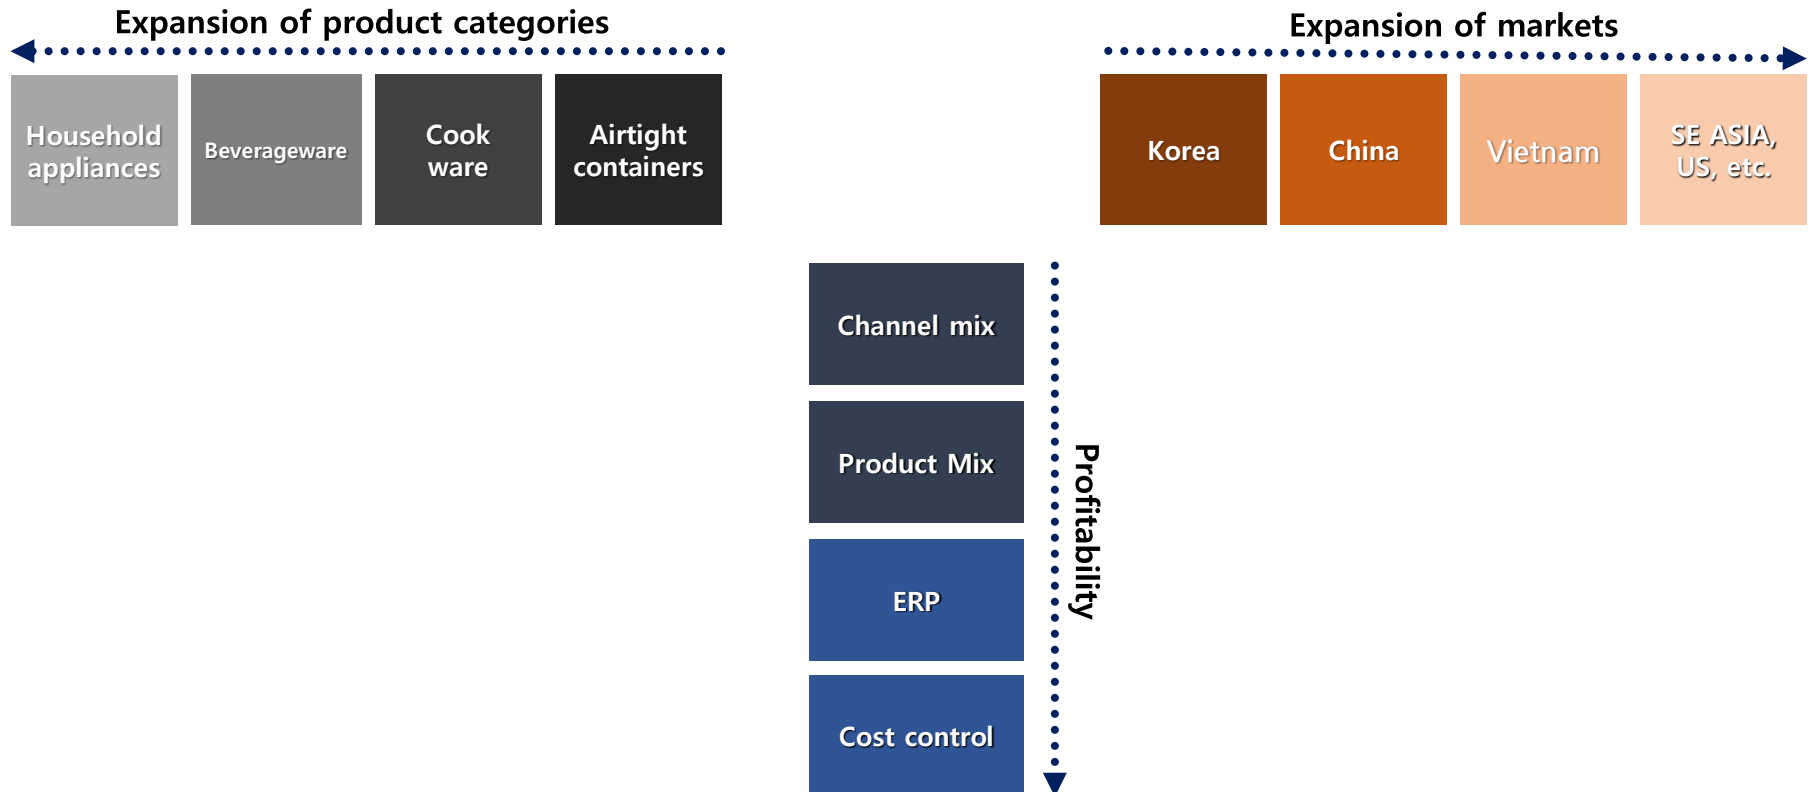 Expansion of product categories
Household
appliances
Beverageware
Cook
ware
Airtight
containers
Expansion of markets
Korea
China
Vietnam
SE ASIA,
US, etc.
Channel mix
Product Mix
ERP
Cost control
Profitability